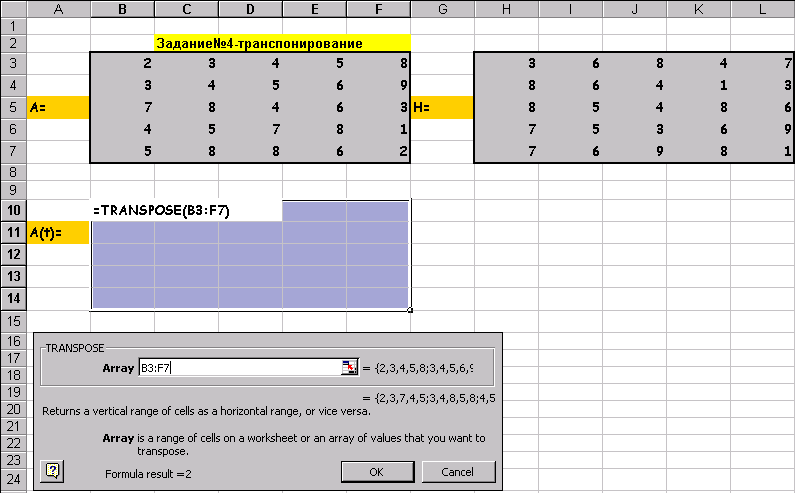 A B C D E F G H I J K L
1
2 Задание№4-транспонирование
3 2 3 4 5 8 3 6 8 4 7
4 3 4 5 6 9 8 6 4 1 3
5 A= 7 8 4 6 3 H= 8 5 4 8 6
6 4 5 7 8 1 7 5 3 6 9
7 5 8 8 6 2 7 6 9 8 1
8
9
10 =TRANSPOSE(B3:F7)
11 A(t)=
12
13
14
15
16
17 TRANSPOSE
18 Array B3:F7 = {2,3,4,5,8;3,4,5,6,9
19 = {2,3,7,4,5;3,4,8,5,8;4,5
20 Returns a vertical range of cells as a horizontal range, or vice versa.
21
22 Array is a range of cells on a worksheet or an array of values that you want to
23 transpose.
24 ? Formula result =2 OK Cancel